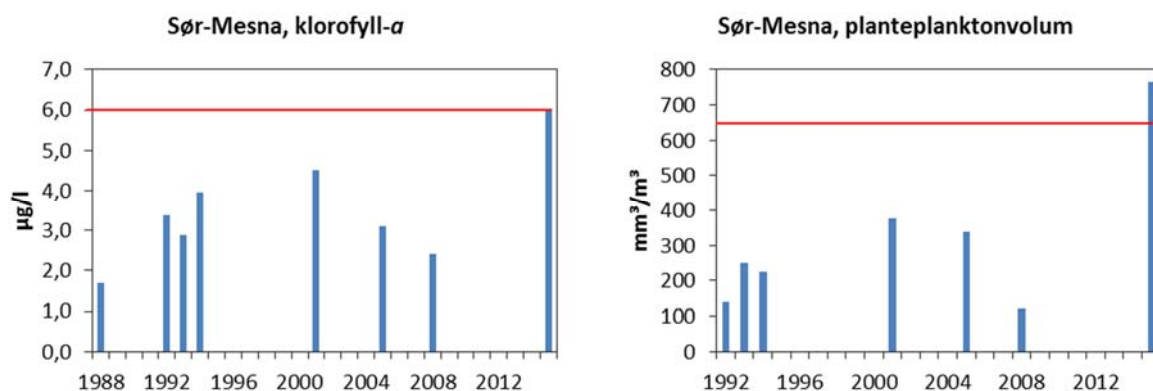 Sør-Mesna, klorofyll-a
7,0
6,0
5,0
4,0
3,0
2,0
1,0
0,0
µg/l
1988 1992 1996 2000 2004 2008 2012
Sør-Mesna, planteplanktonvolum
800
700
600
500
400
300
200
100
0
mm³/m³
1992 1996 2000 2004 2008 2012